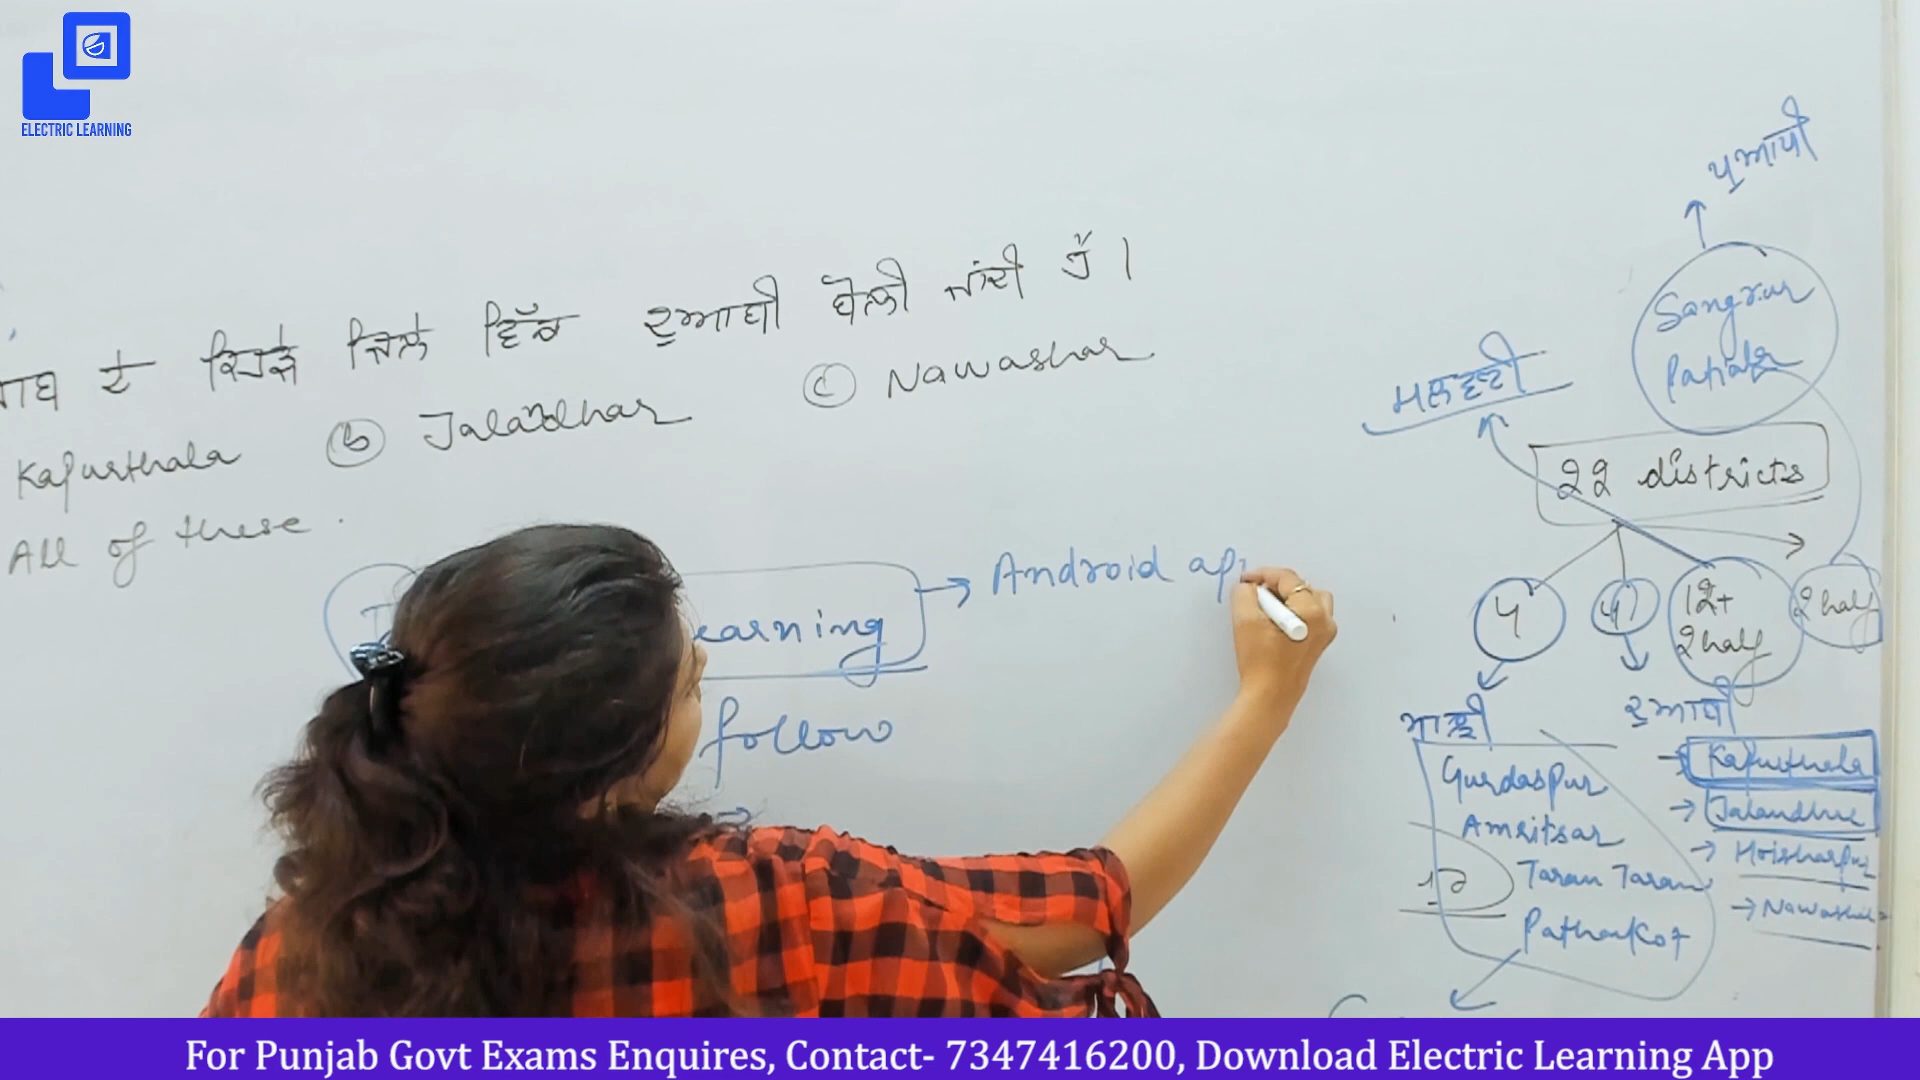 ELECTRIC LEARNING
ਪੁਆਧੀ
ਦੇ ਕਿਹੜੇ ਜ਼ਿਲੇ ਵਿੱਚ ਦੁਆਬੀ ਬੋਲੀ ਜਾਂਦੀ ਹੈ।
Kapurthala (b) Jalandhar (c) Nawashar
All of these.
Sangrur
Patiala
ਮਲਵਈ
22 districts
4 4 12+ 2 half
2 half
earning → Android ap
follow
ਮਾਝੀ
Gurdaspur
Amritsar
Taran Taran
Pathankot
ਦੁਆਬੀ
→ Kapurthala
→ Jalandhar
→ Hoisharpur
→ Nawashar
For Punjab Govt Exams Enquires, Contact- 7347416200, Download Electric Learning App